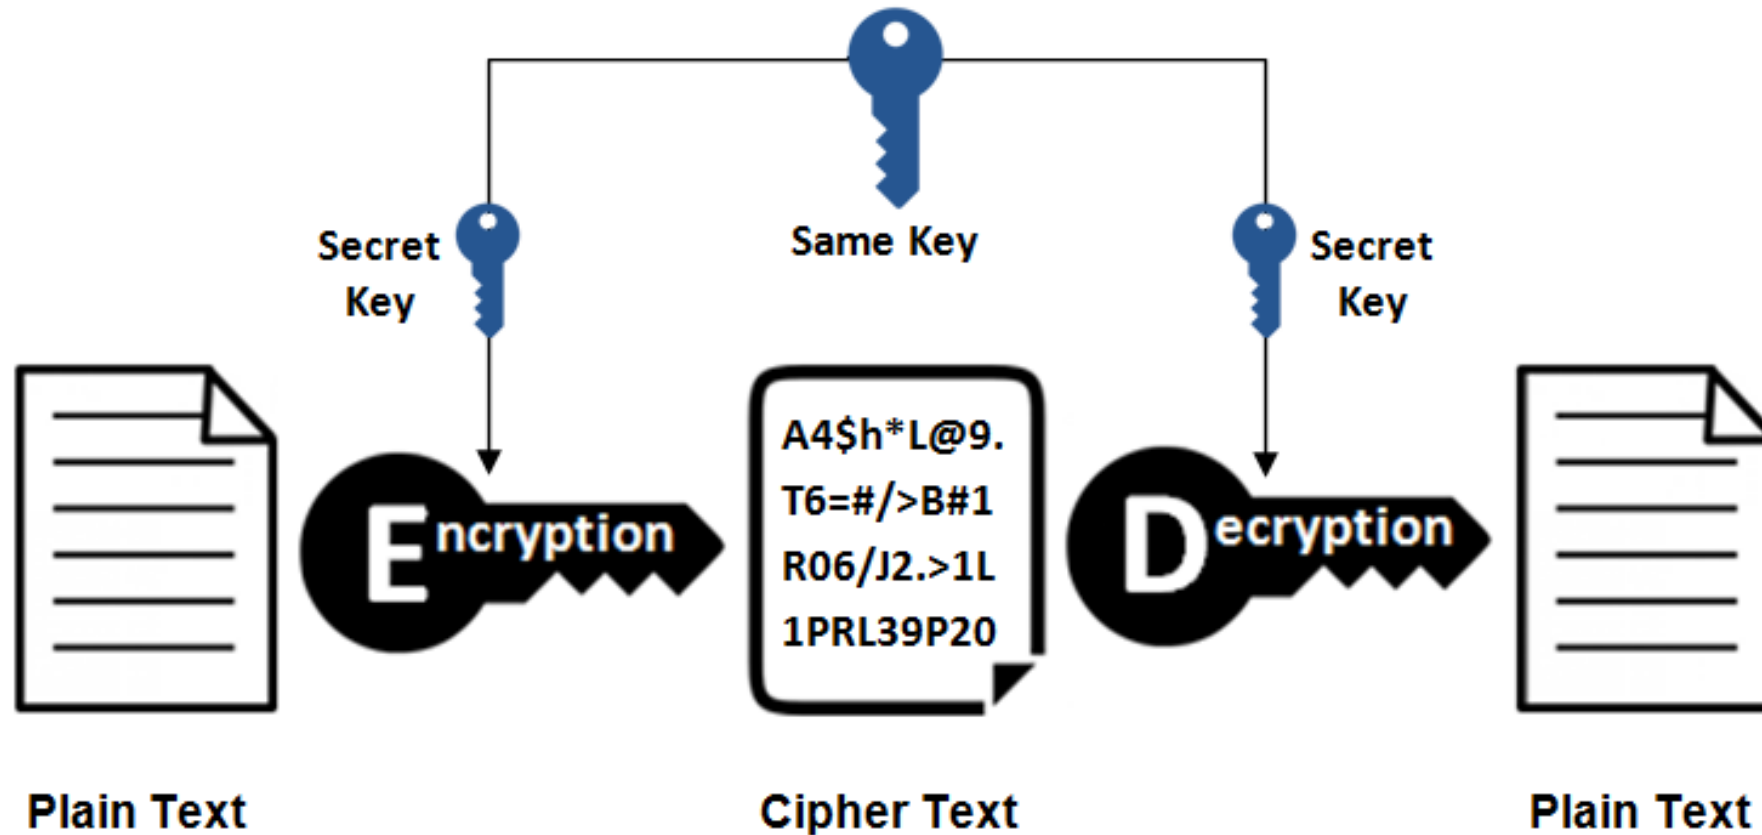 Same Key
Secret
Key
Secret
Key
Encryption
A4$h*L@9.
T6=#/>B#1
R06/J2.>1L
1PRL39P20
Decryption
Plain Text
Cipher Text
Plain Text